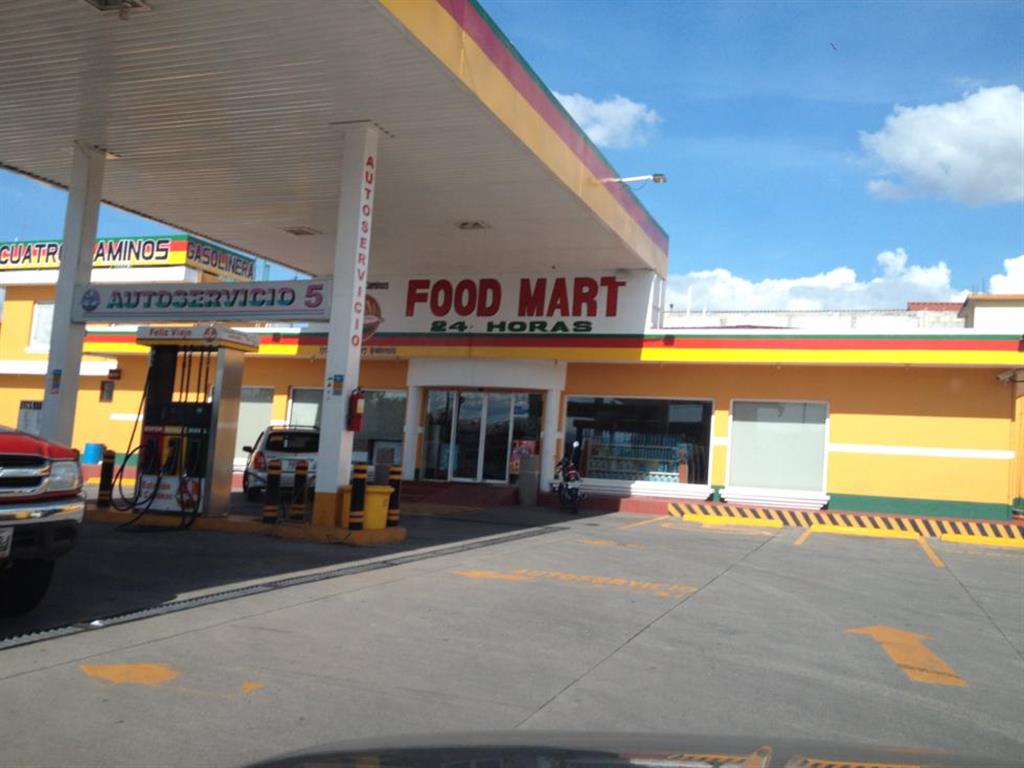 CUATRO CAMINOS
GASOLINERA
AUTOSERVICIO 5
AUTOSERVICIO
Feliz Viaje
FOOD MART
24 HORAS
AUTOSERVICIO